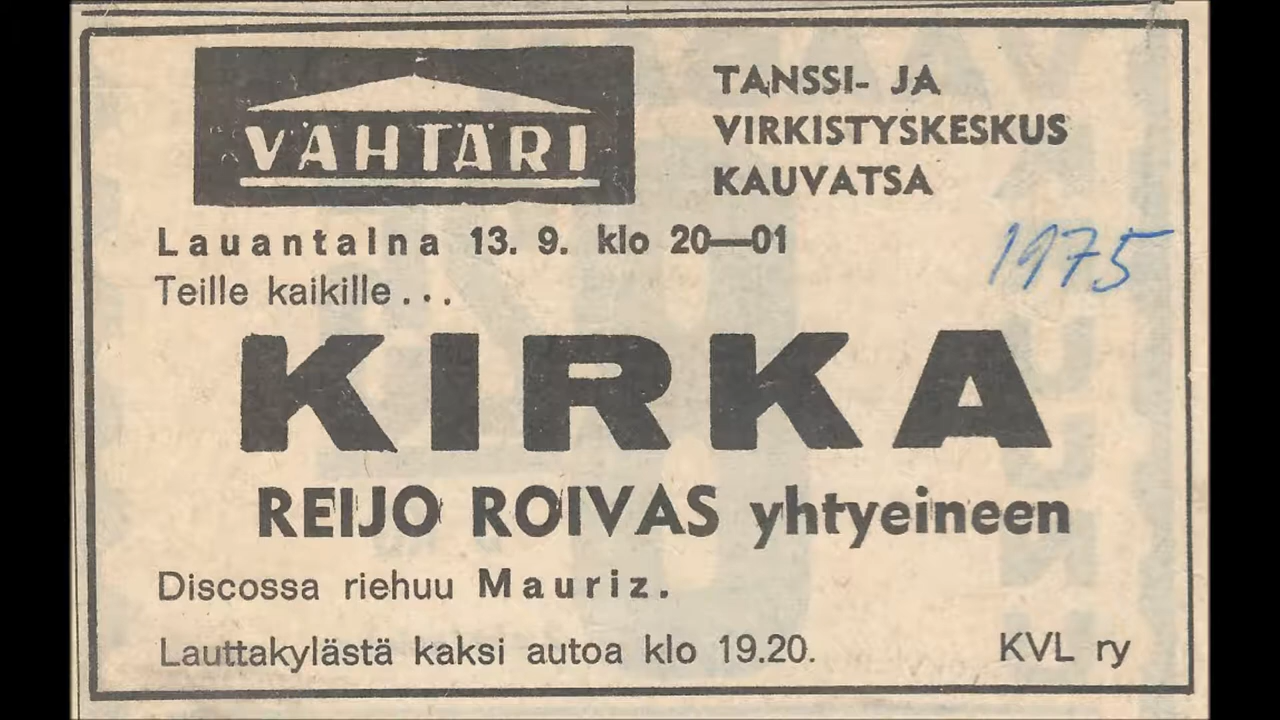 VÄHTÄRI
TANSSI- JA
VIRKISTYSKESKUS
KAUVATSA
Lauantaina 13. 9. klo 20—01
1975
Teille kaikille...
KIRKA
REIJO ROIVAS yhtyeineen
Discossa riehuu Mauriz.
Lauttakylästä kaksi autoa klo 19.20.
KVL ry